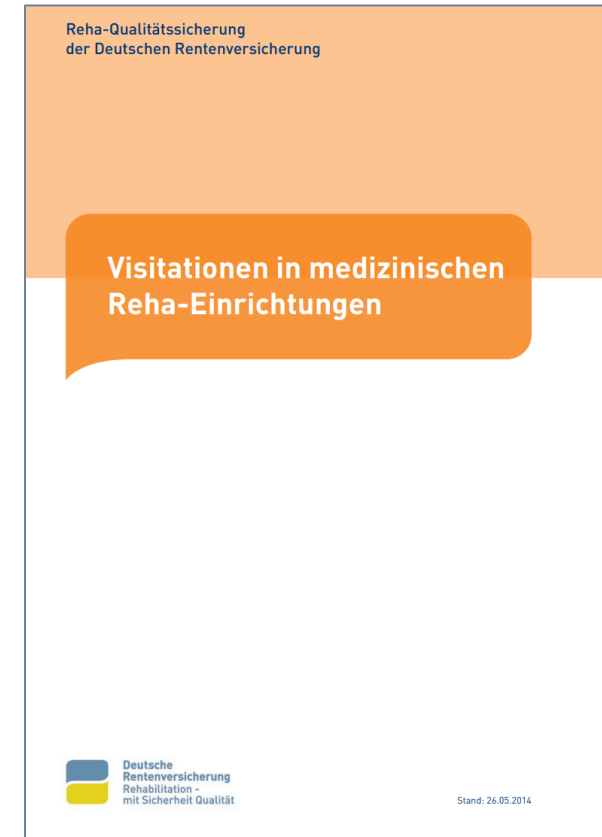 Reha-Qualitätssicherung
der Deutschen Rentenversicherung
Visitationen in medizinischen
Reha-Einrichtungen
Deutsche
Rentenversicherung
Rehabilitation -
mit Sicherheit Qualität
Stand: 26.05.2014